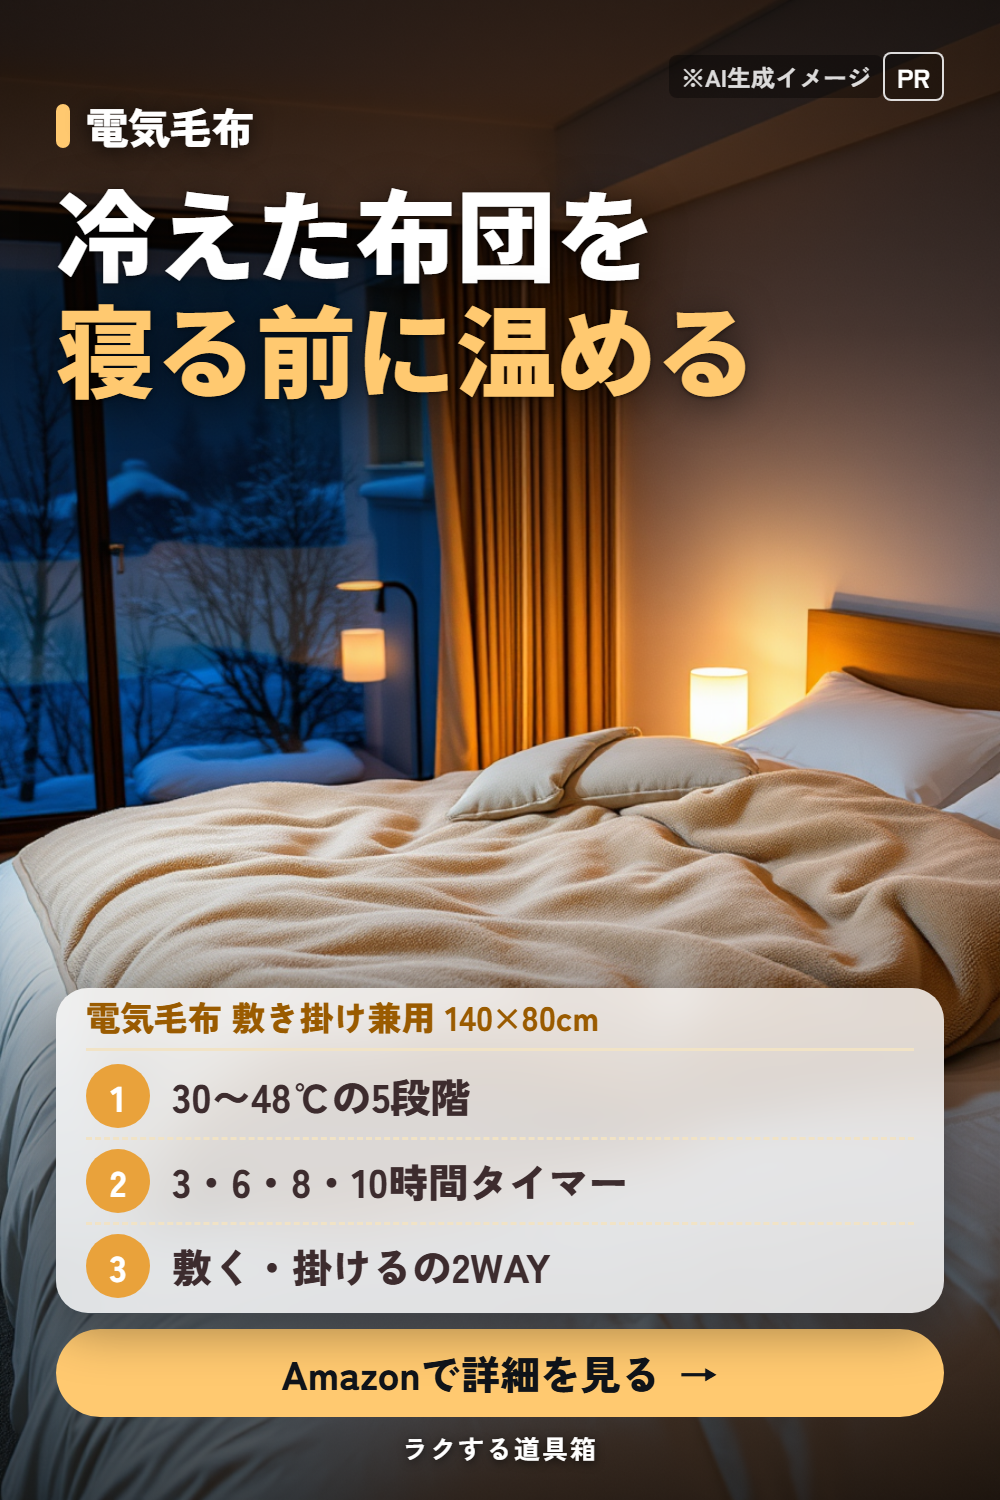 ※AI生成イメージ PR
電気毛布
冷えた布団を
寝る前に温める
電気毛布 敷き掛け兼用 140×80cm
1 30〜48℃の5段階
2 3・6・8・10時間タイマー
3 敷く・掛けるの2WAY
Amazonで詳細を見る →
ラクする道具箱